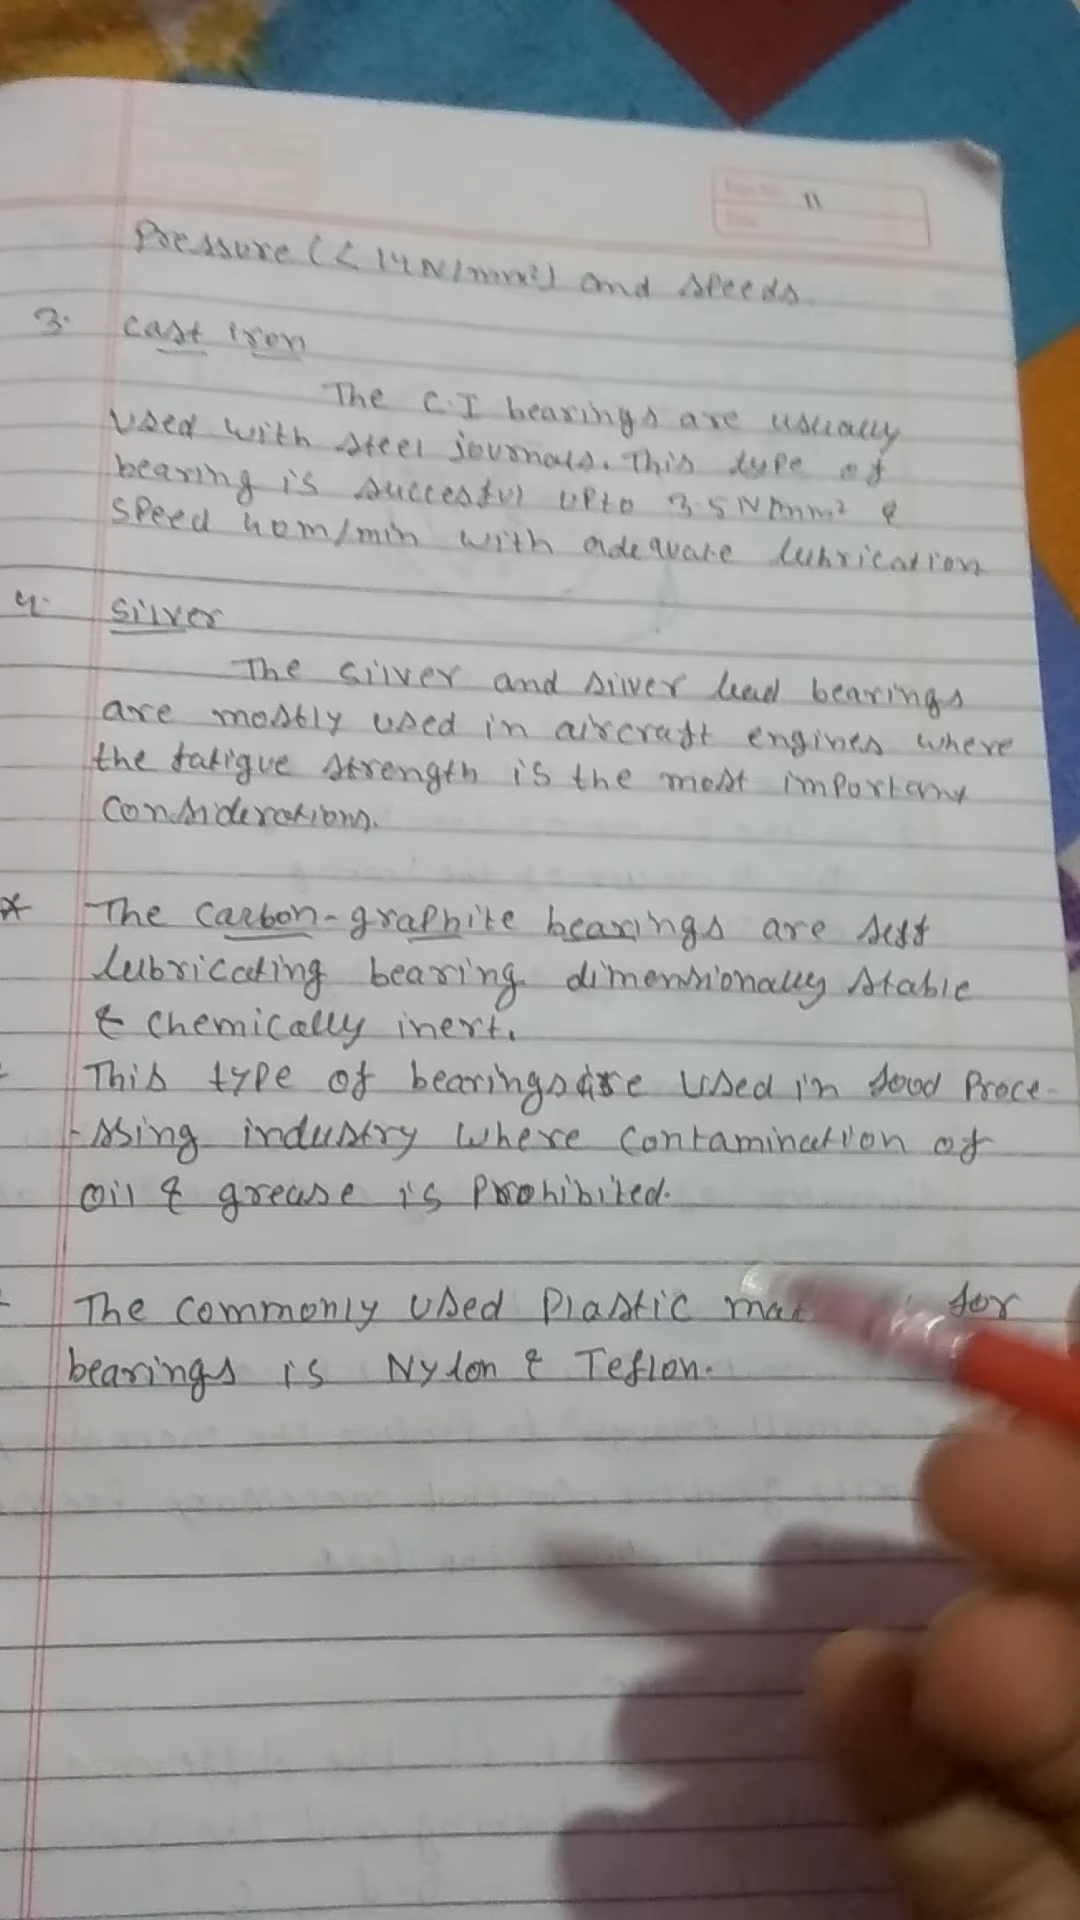 11
Pressure (< 14 N/mm²) and speeds.
3. cast iron
The C.I bearings are usually
used with steel journals. This type of
bearing is succesful upto 3.5 N/mm² &
speed 40m/min with adequate lubrication
4. Silver
The silver and silver lead bearings
are mostly used in aircraft engines where
the fatigue strength is the most important
considerations.
* The carbon-graphite bearings are self
lubricating bearing dimensionally stable
& chemically inert.
This type of bearings are used in food Proce-
-ssing industry where contamination of
oil & grease is Prohibited.
- The commonly used Plastic for
bearings is Nylon & Teflon.